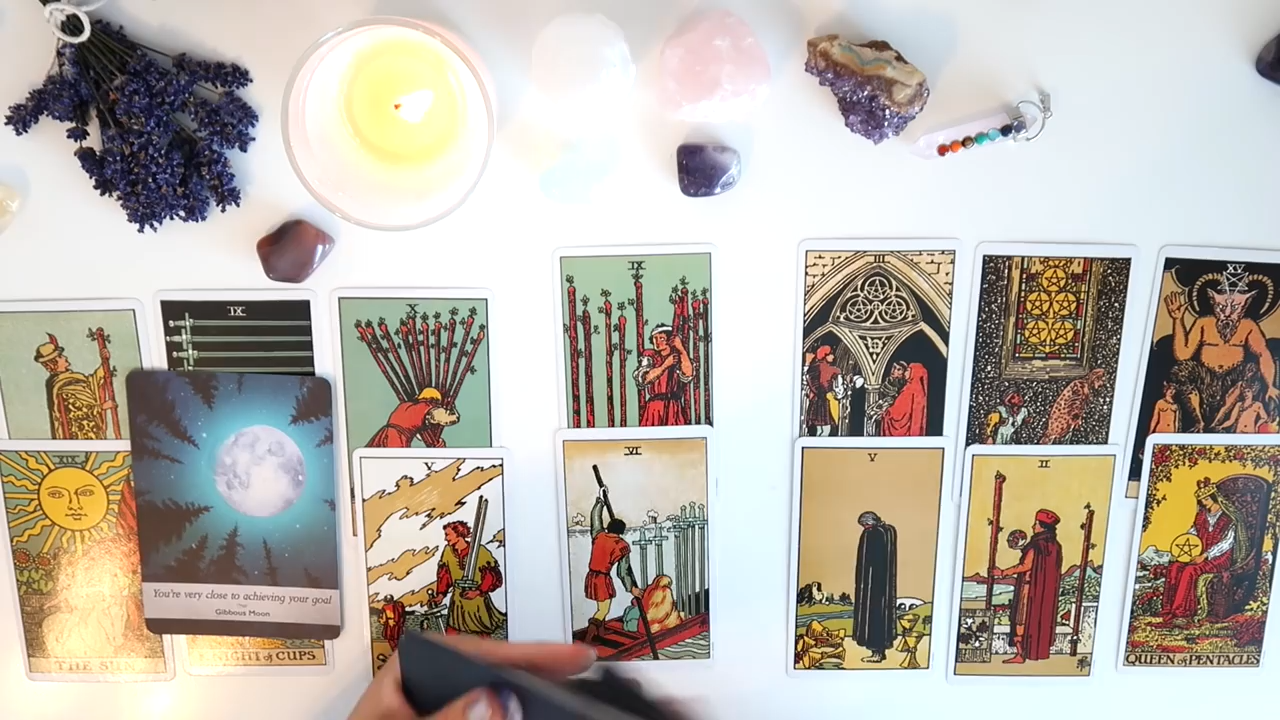 IX
X
IX
III
XV
XIX
THE SUN
You're very close to achieving your goal
Gibbous Moon
KNIGHT of CUPS
V
VI
V
II
QUEEN of PENTACLES